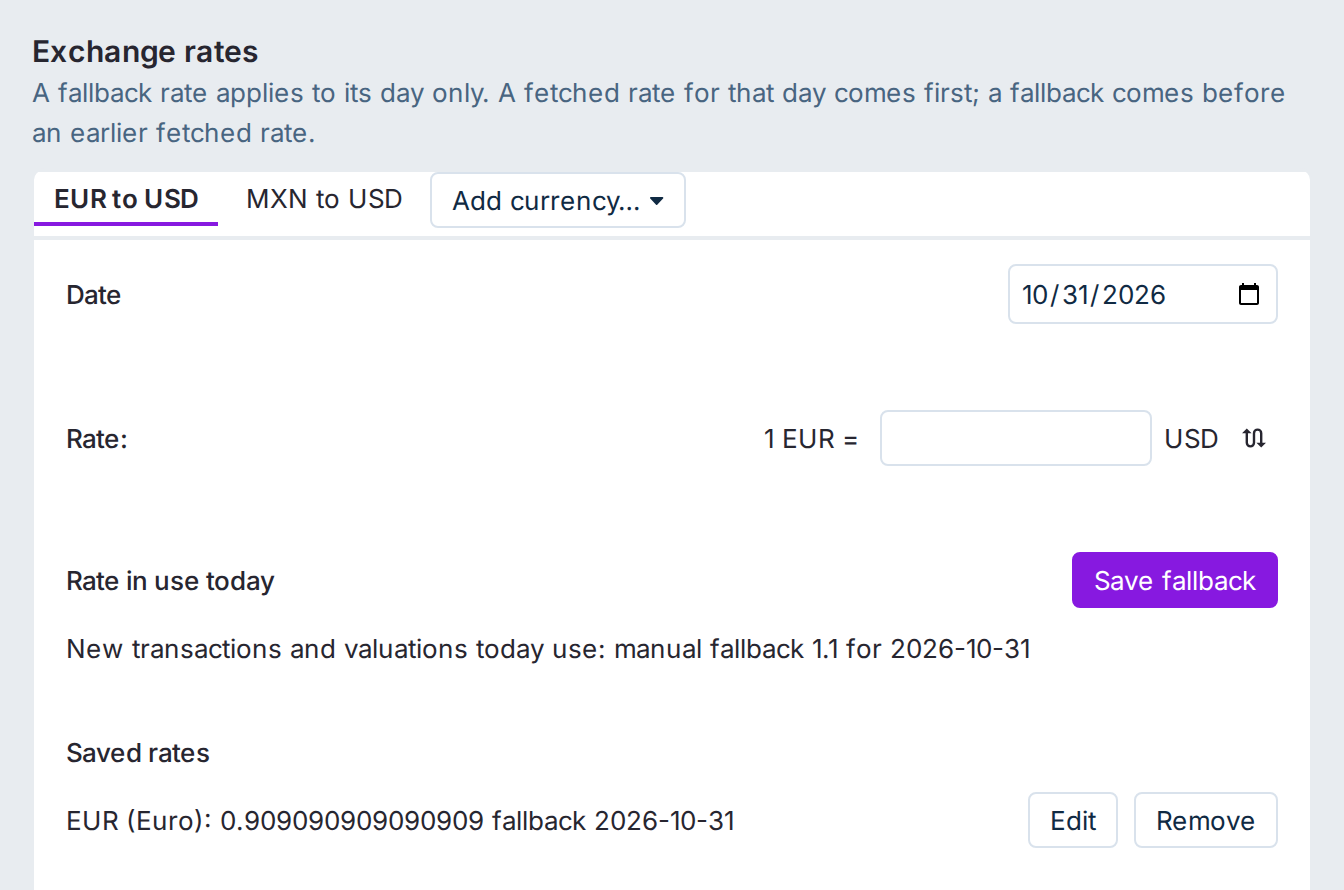 Exchange rates
A fallback rate applies to its day only. A fetched rate for that day comes first; a fallback comes before
an earlier fetched rate.
EUR to USD MXN to USD Add currency...
Date 10/31/2026
Rate: 1 EUR = USD
Rate in use today Save fallback
New transactions and valuations today use: manual fallback 1.1 for 2026-10-31
Saved rates
EUR (Euro): 0.909090909090909 fallback 2026-10-31 Edit Remove